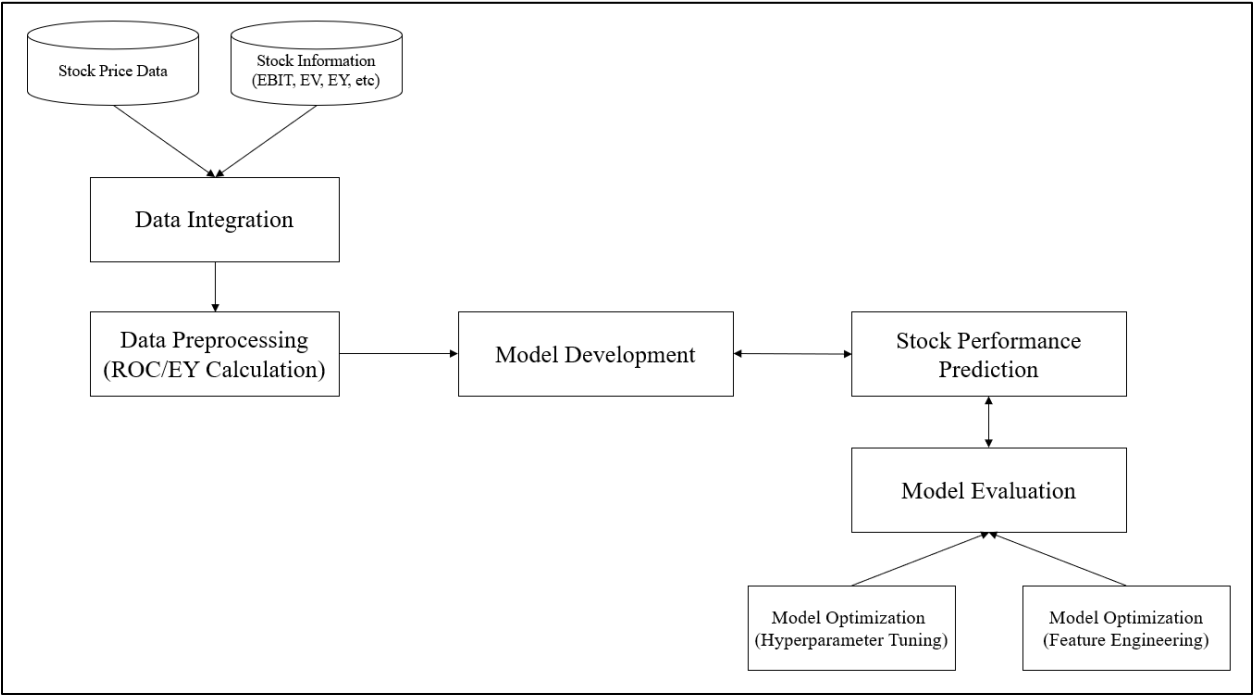 Stock Price Data
Stock Information
(EBIT, EV, EY, etc)
Data Integration
Data Preprocessing
(ROC/EY Calculation)
Model Development
Stock Performance
Prediction
Model Evaluation
Model Optimization
(Hyperparameter Tuning)
Model Optimization
(Feature Engineering)